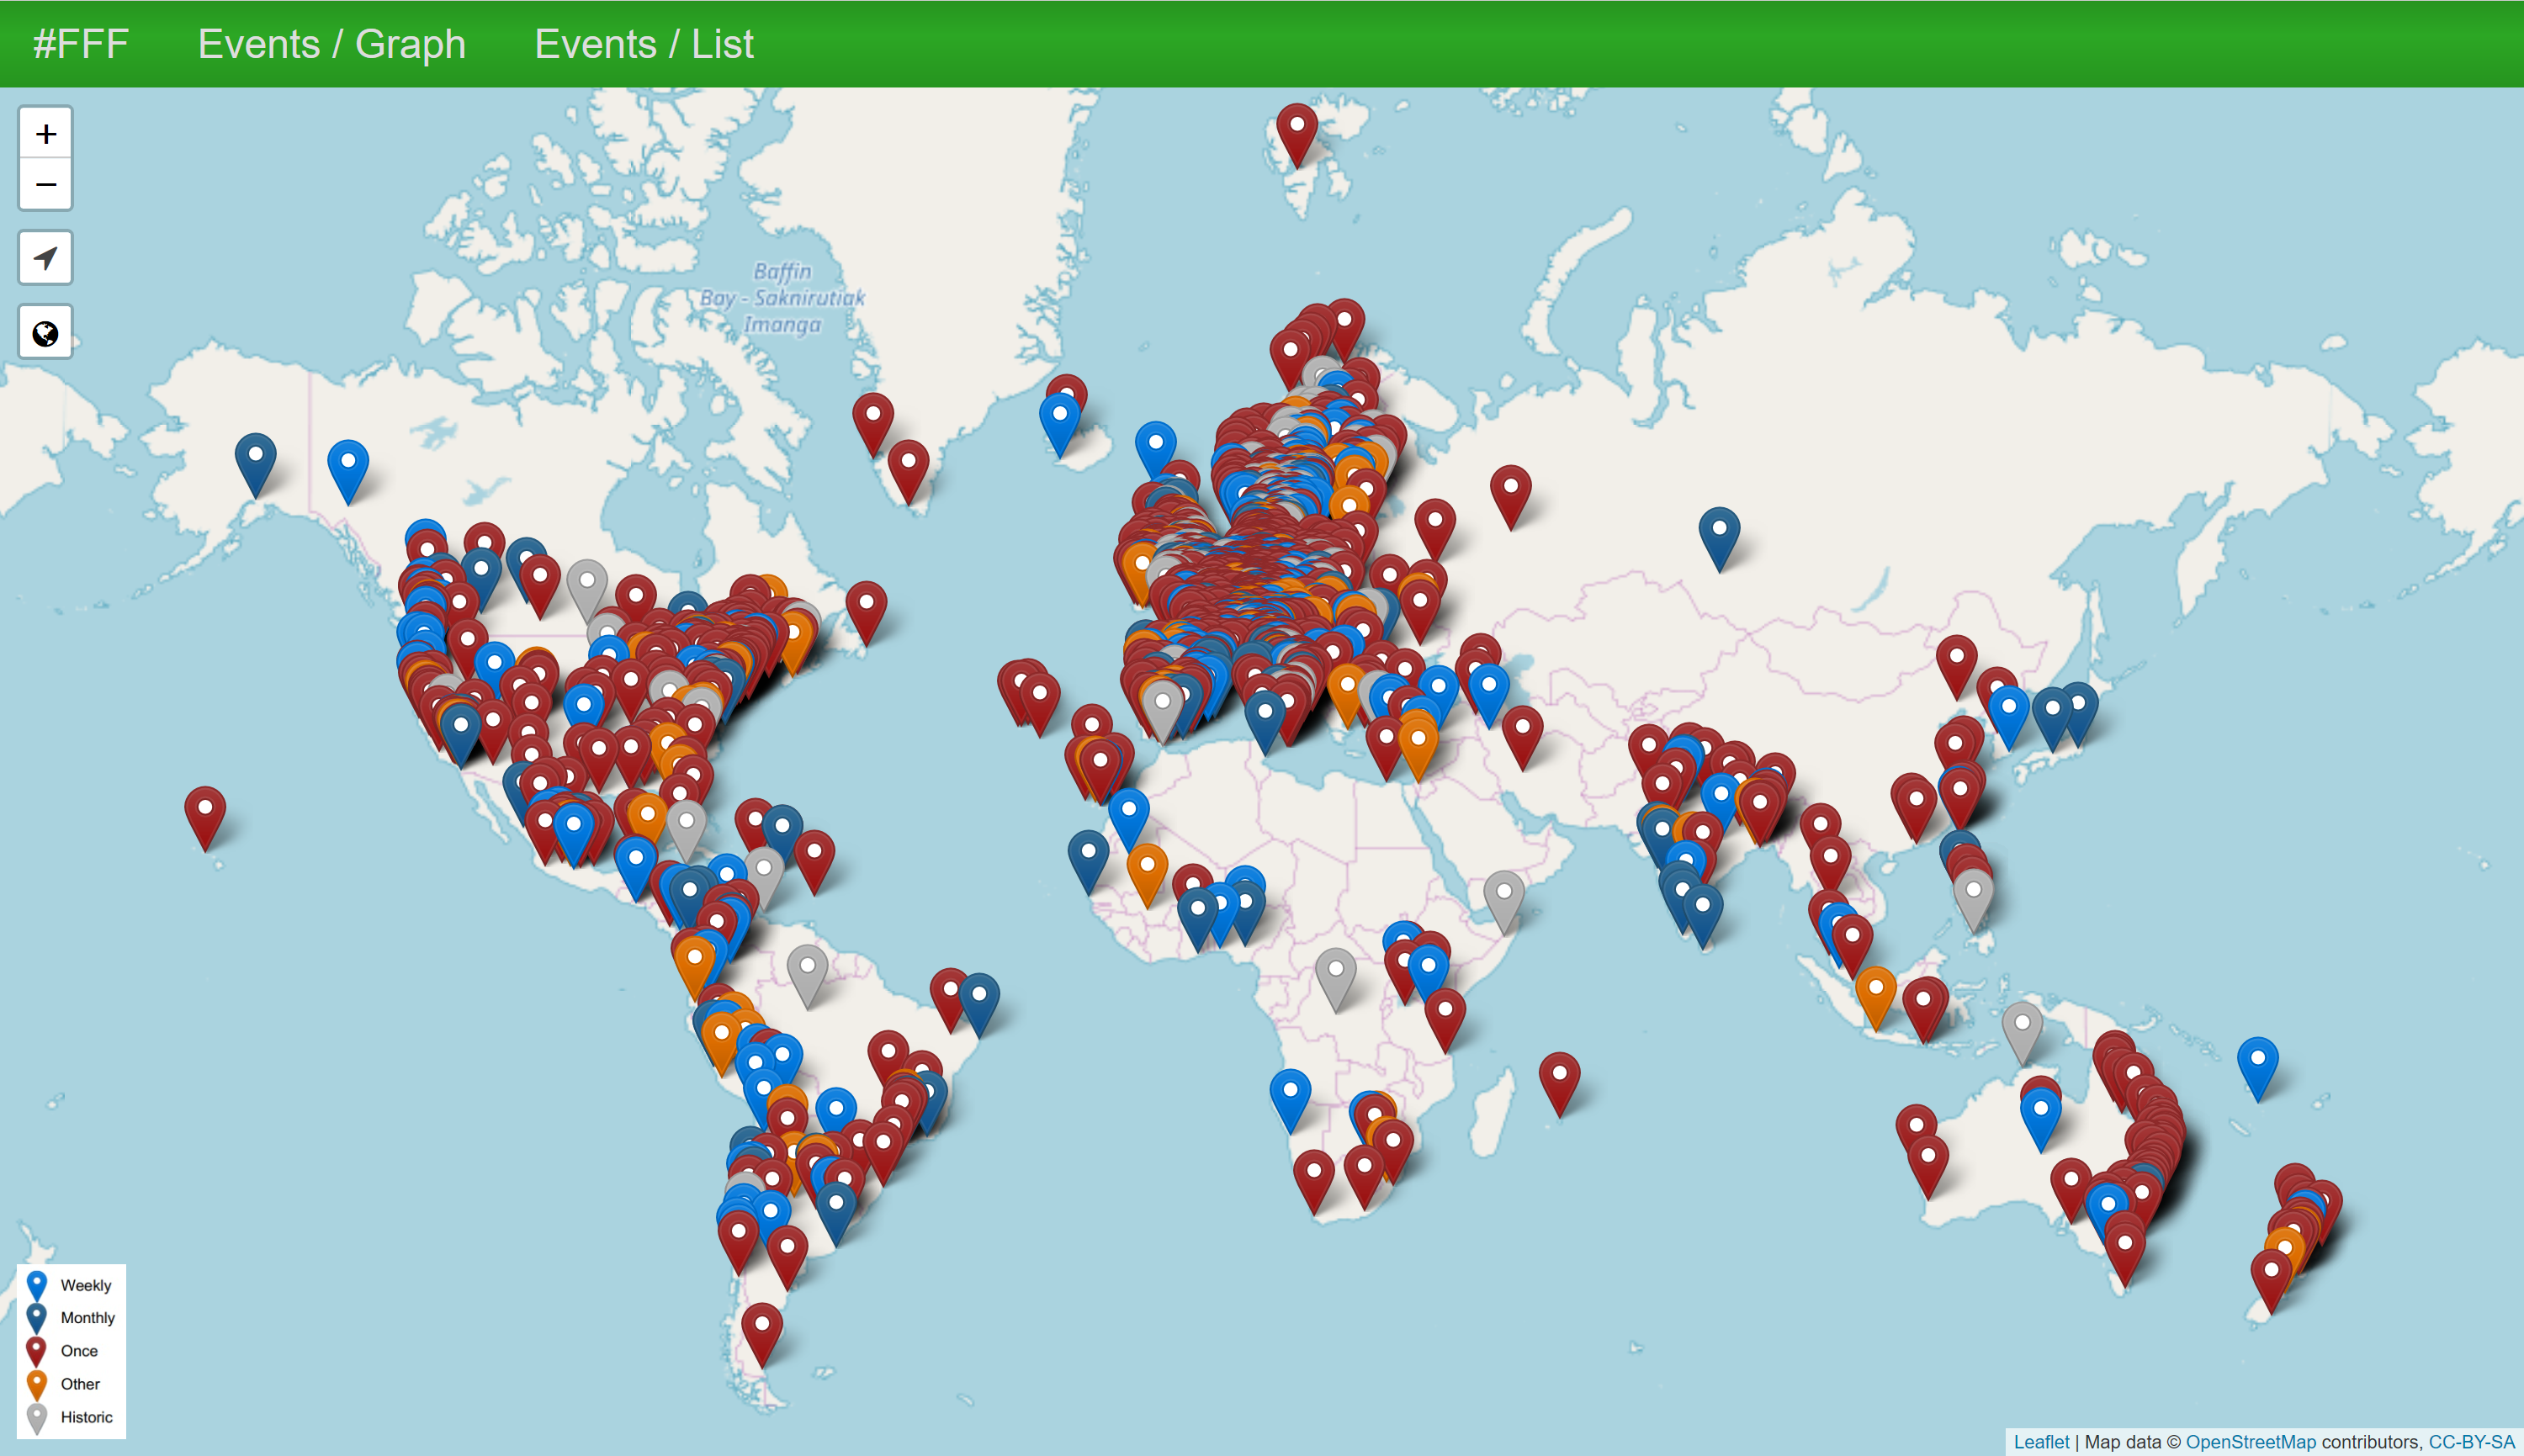 #FFF Events / Graph Events / List
+
−
Baffin
Bay - Saknirutiak
Imanga
Weekly
Monthly
Once
Other
Historic
Leaflet | Map data © OpenStreetMap contributors, CC-BY-SA